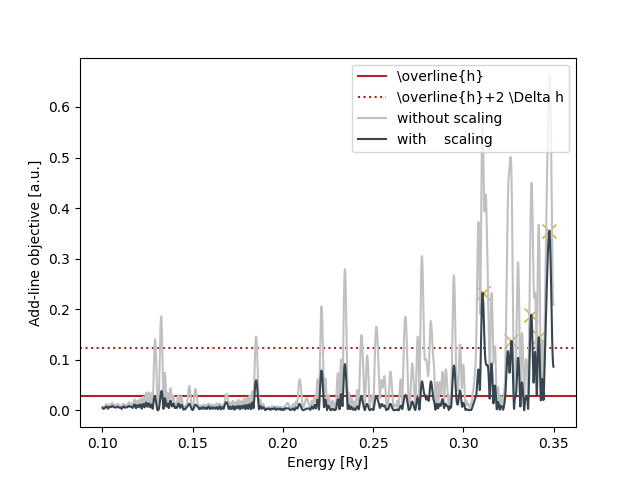 \overline{h}
\overline{h}+2 \Delta h
without scaling
with    scaling
Add-line objective [a.u.]
0.6
0.5
0.4
0.3
0.2
0.1
0.0
0.10 0.15 0.20 0.25 0.30 0.35
Energy [Ry]